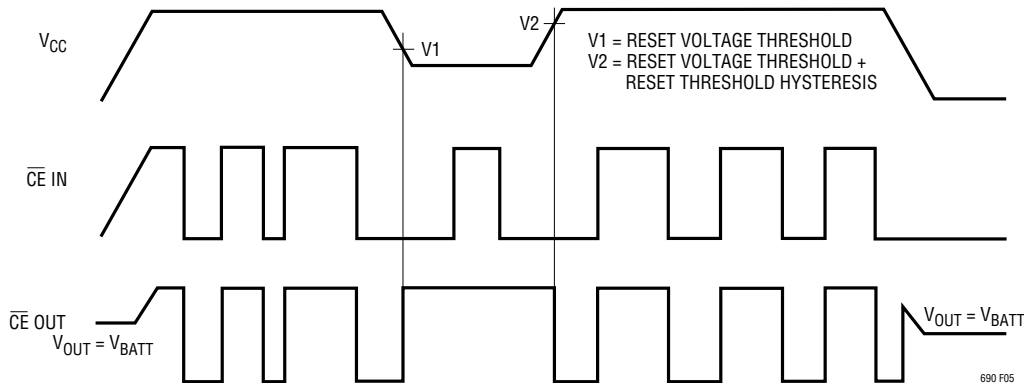 V2
V1 = RESET VOLTAGE THRESHOLD
V2 = RESET VOLTAGE THRESHOLD +
RESET THRESHOLD HYSTERESIS
VCC
V1
CE IN
CE OUT
VOUT = VBATT
VOUT = VBATT
690 F05